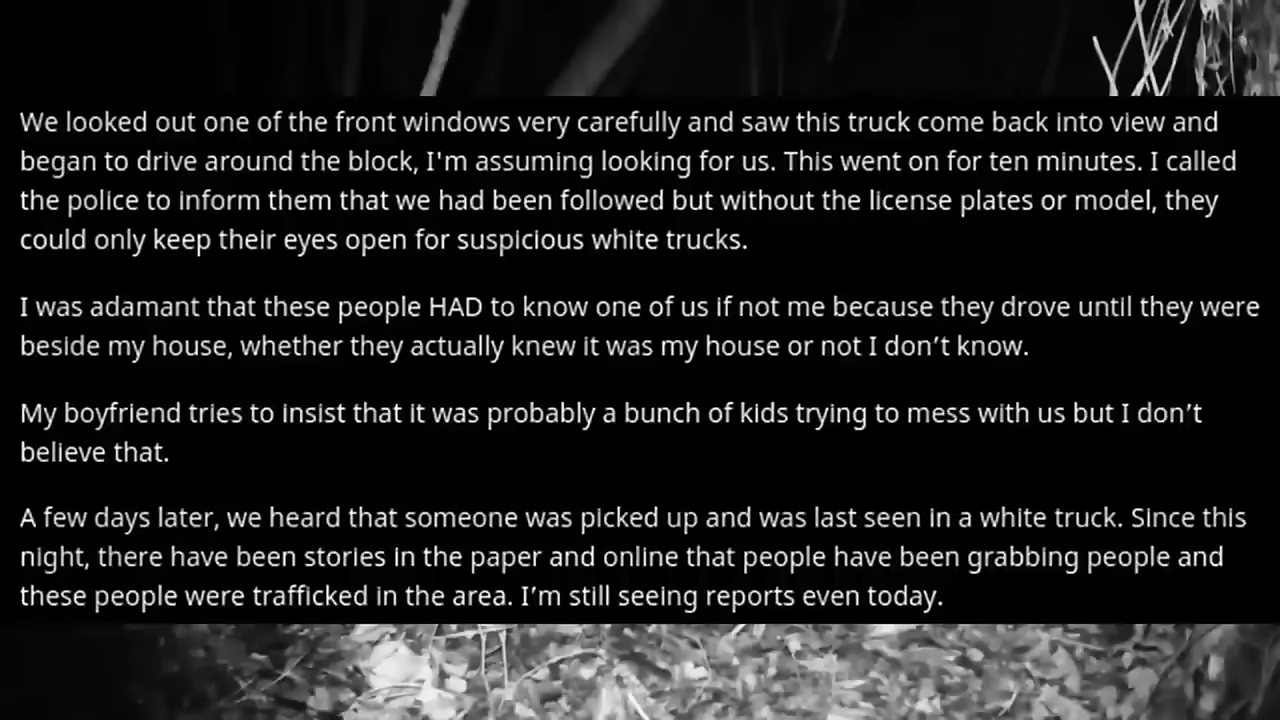 We looked out one of the front windows very carefully and saw this truck come back into view and
began to drive around the block, I'm assuming looking for us. This went on for ten minutes. I called
the police to inform them that we had been followed but without the license plates or model, they
could only keep their eyes open for suspicious white trucks.
I was adamant that these people HAD to know one of us if not me because they drove until they were
beside my house, whether they actually knew it was my house or not I don’t know.
My boyfriend tries to insist that it was probably a bunch of kids trying to mess with us but I don’t
believe that.
A few days later, we heard that someone was picked up and was last seen in a white truck. Since this
night, there have been stories in the paper and online that people have been grabbing people and
these people were trafficked in the area. I’m still seeing reports even today.